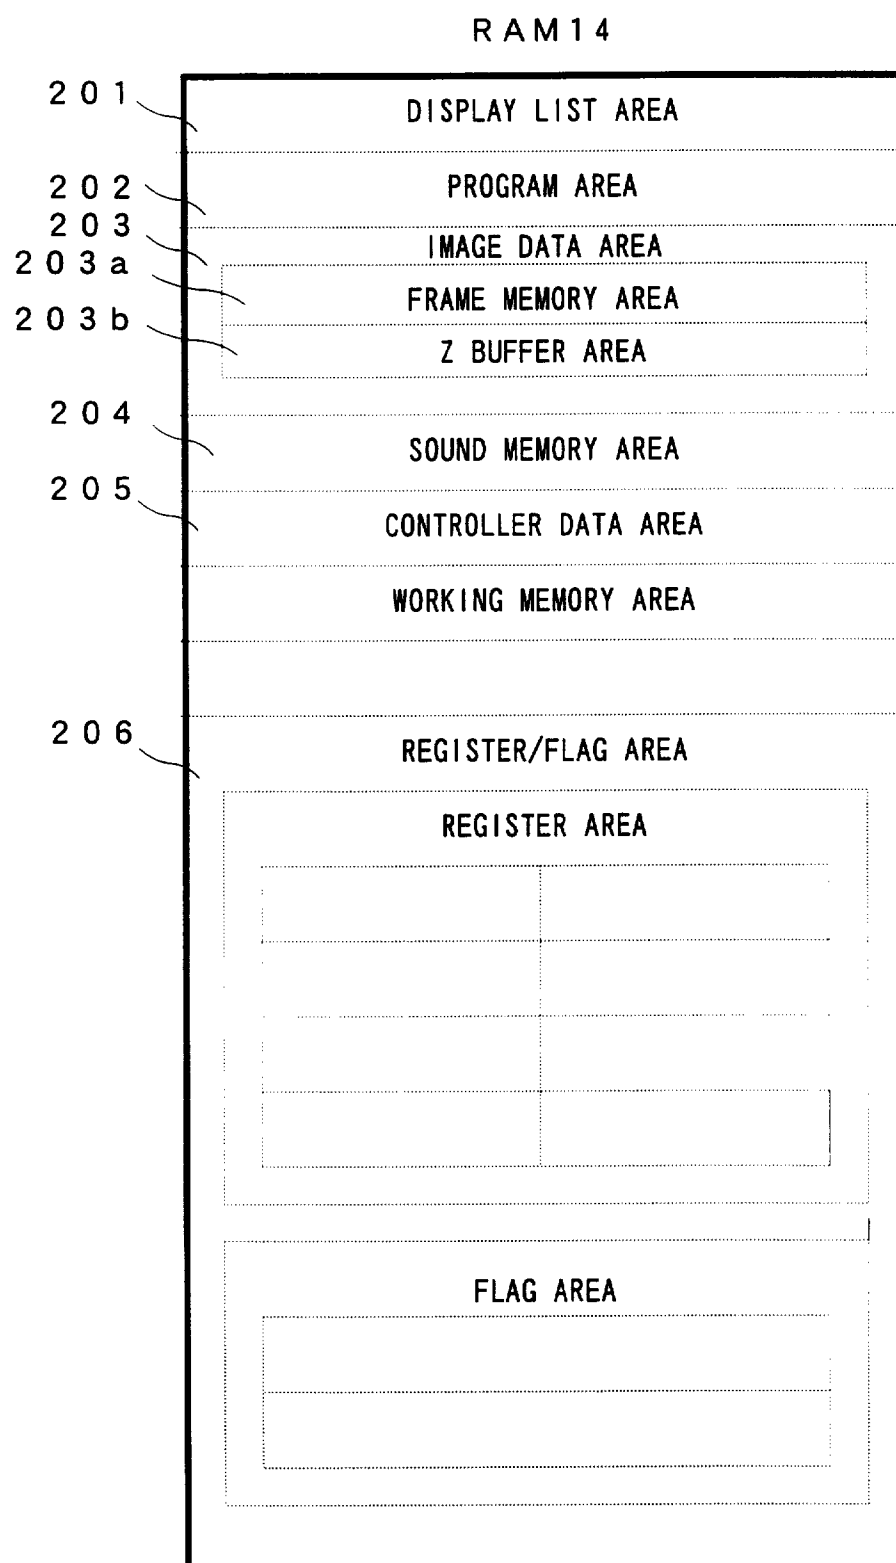 RAM14
201
DISPLAY LIST AREA
202
PROGRAM AREA
203
IMAGE DATA AREA
203a
FRAME MEMORY AREA
203b
Z BUFFER AREA
204
SOUND MEMORY AREA
205
CONTROLLER DATA AREA
WORKING MEMORY AREA
206
REGISTER/FLAG AREA
REGISTER AREA
FLAG AREA